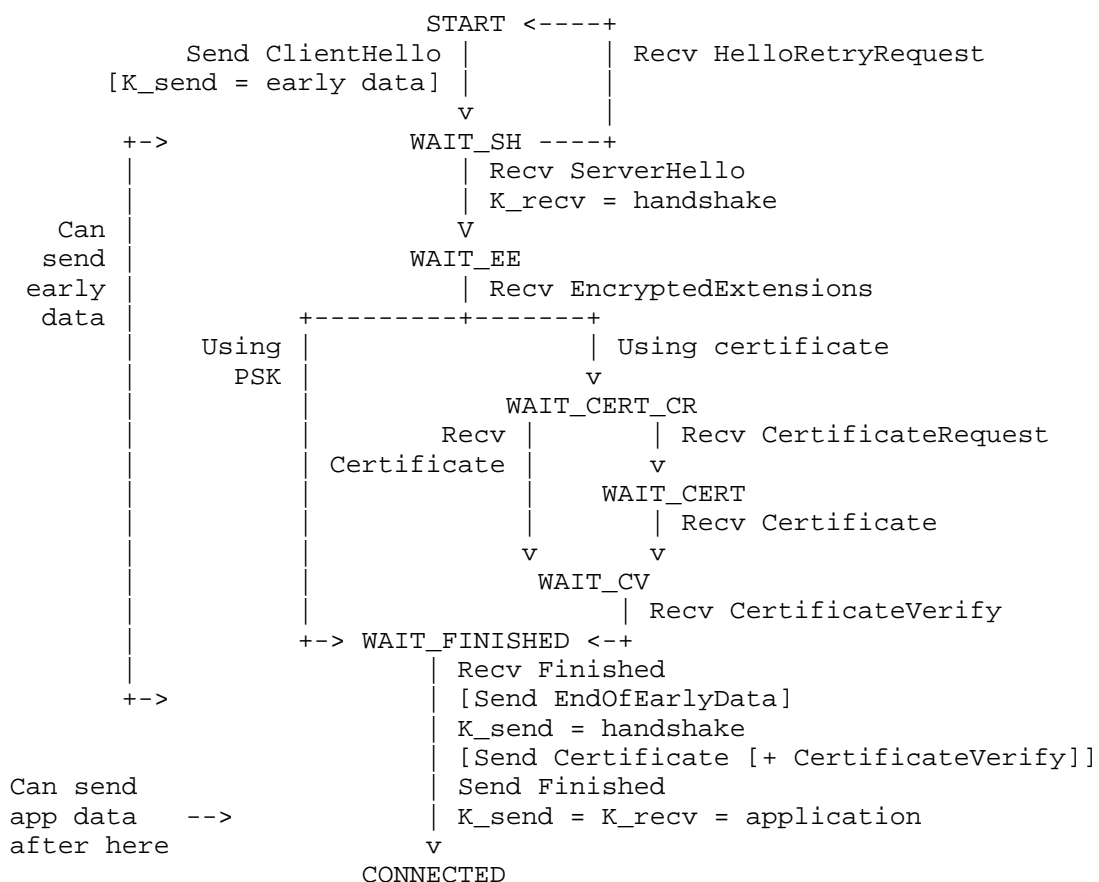 START <----+
Send ClientHello | | Recv HelloRetryRequest
[K_send = early data] | |
v |
+-> WAIT_SH ----+
| | Recv ServerHello
| | K_recv = handshake
Can | V
send | WAIT_EE
early | | Recv EncryptedExtensions
data | +---------+-------+
| Using | | Using certificate
| PSK | v
| | WAIT_CERT_CR
| | Recv | | Recv CertificateRequest
| | Certificate | v
| | | WAIT_CERT
| | | | Recv Certificate
| | v v
| | WAIT_CV
| | | Recv CertificateVerify
| +-> WAIT_FINISHED <-+
| | Recv Finished
+-> | [Send EndOfEarlyData]
| K_send = handshake
| [Send Certificate [+ CertificateVerify]]
Can send | Send Finished
app data --> | K_send = K_recv = application
after here v
CONNECTED